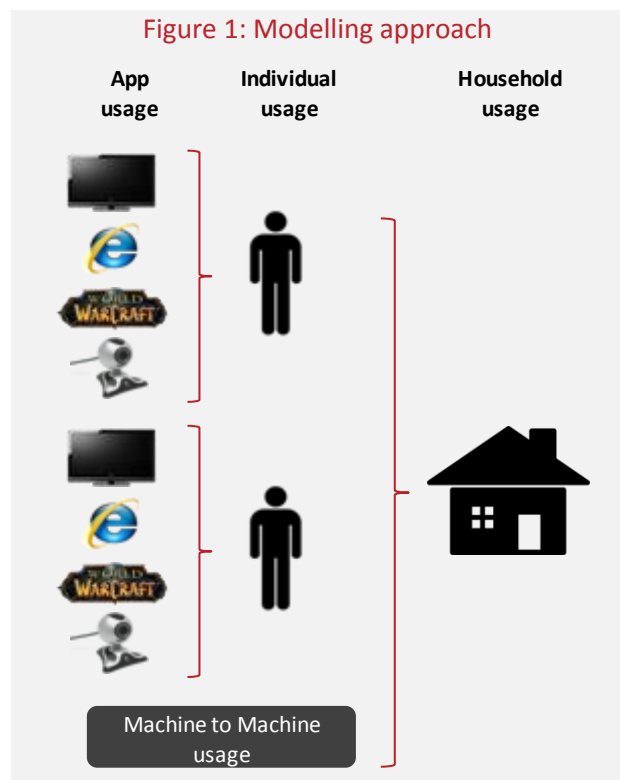 Figure 1: Modelling approach
App
usage
Individual
usage
Household
usage
WORLD
WARCRAFT
WORLD
WARCRAFT
Machine to Machine
usage